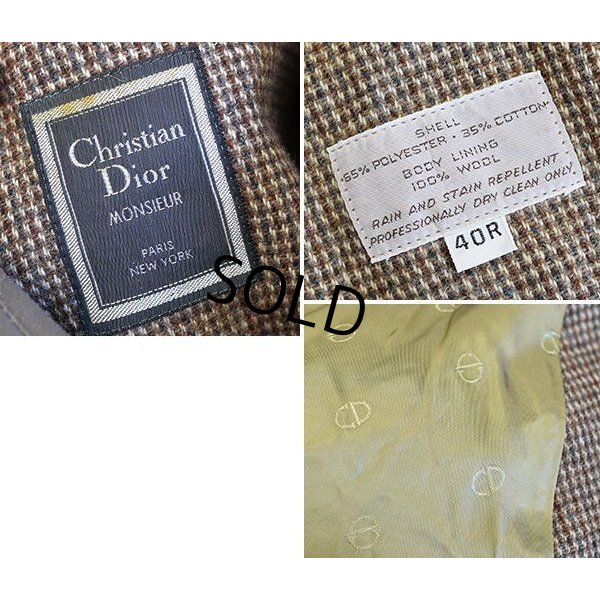 Christian
Dior
MONSIEUR
PARIS
NEW YORK
SHELL
65% POLYESTER · 35% COTTON
BODY LINING
100% WOOL
RAIN AND STAIN REPELLENT
PROFESSIONALLY DRY CLEAN ONLY
40R
SOLD